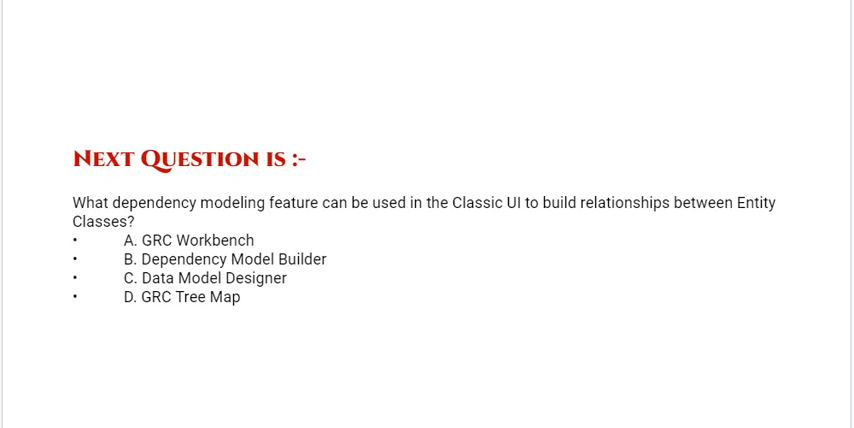 Next Question is :-
What dependency modeling feature can be used in the Classic UI to build relationships between Entity
Classes?
• A. GRC Workbench
• B. Dependency Model Builder
• C. Data Model Designer
• D. GRC Tree Map